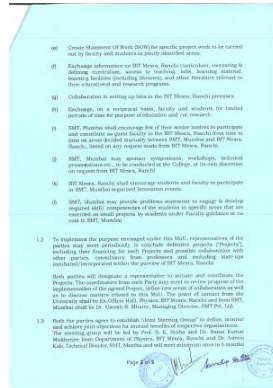 (e) Create Statement Of Work (SOW) for specific project work to be carried
out by faculty and students in jointly identified areas.
(f) Exchange information on BIT Mesra, Ranchi curriculum, cocreating &
defining curriculum, access to teaching, labs, learning material,
learning facilities (including libraries), and other literature relevant to
their educational and research programs.
(g) Collaboration in setting up labs in the BIT Mesra, Ranchi premises.
Exchange, on a reciprocal basis, faculty and students for limited
periods of time for purpose of education and /or research.
SMT, Mumbai shall encourage few of their senior leaders to participate
and contribute as guest faculty to the BIT Mesra, Ranchi from time to
time on areas decided mutually between SMT, Mumbai and BIT Mesra,
Ranchi, based on any request made from BIT Mesra, Ranchi.
SMT, Mumbai may sponsor symposiums, workshops, technical
presentations etc., to be conducted at the College, at its own discretion
on request from BIT Mesra, Ranchi
(k) BIT Mesra, Ranchi shall encourage students and faculty to participate
in SMT, Mumbai organized Innovation events.
(l) SMT, Mumbai may provide problems statement to engage & develop
required skill/ competencies of the students in specific areas that are
executed as small projects by students under Faculty guidance at no
cost to SMT, Mumbai
1.2 To implement the purpose envisaged under this MoU, representatives of the
parties may meet periodically to conclude definitive projects ("Projects"),
including their financing for such Projects and possible collaboration with
other parties, consultancy from professors and including start-ups
incubated/incorporated within the purview of BIT Mesra, Ranchi
Both parties will designate a representative to initiate and coordinate the
Projects. The coordinators from each Party may meet to review progress of the
implementation of the agreed Project, define new areas of collaboration as well
as to discuss matters related to this MoU. The point of contact from the
University shall be Ex-Officio HoD, Physics, BIT Mesra, Ranchi and from SMT,
Mumbai shall be Dr. Umesh R. Mhatre, Managing Director, SMT Pvt. Ltd.
1.3 Both the parties agree to establish "Joint Steering Group" to define, monitor
and achieve joint objectives for mutual benefits of respective organisations.
The steering group will be led by Prof. S. K. Sinha and Dr. Sanat Kumar
Mukherjee from Department of Physics, BIT Mesra, Ranchi and Dr. Ashwin
Kale, Technical Director, SMT, Mumbai and will meet minimum once in 6 months
Page 2 of 5